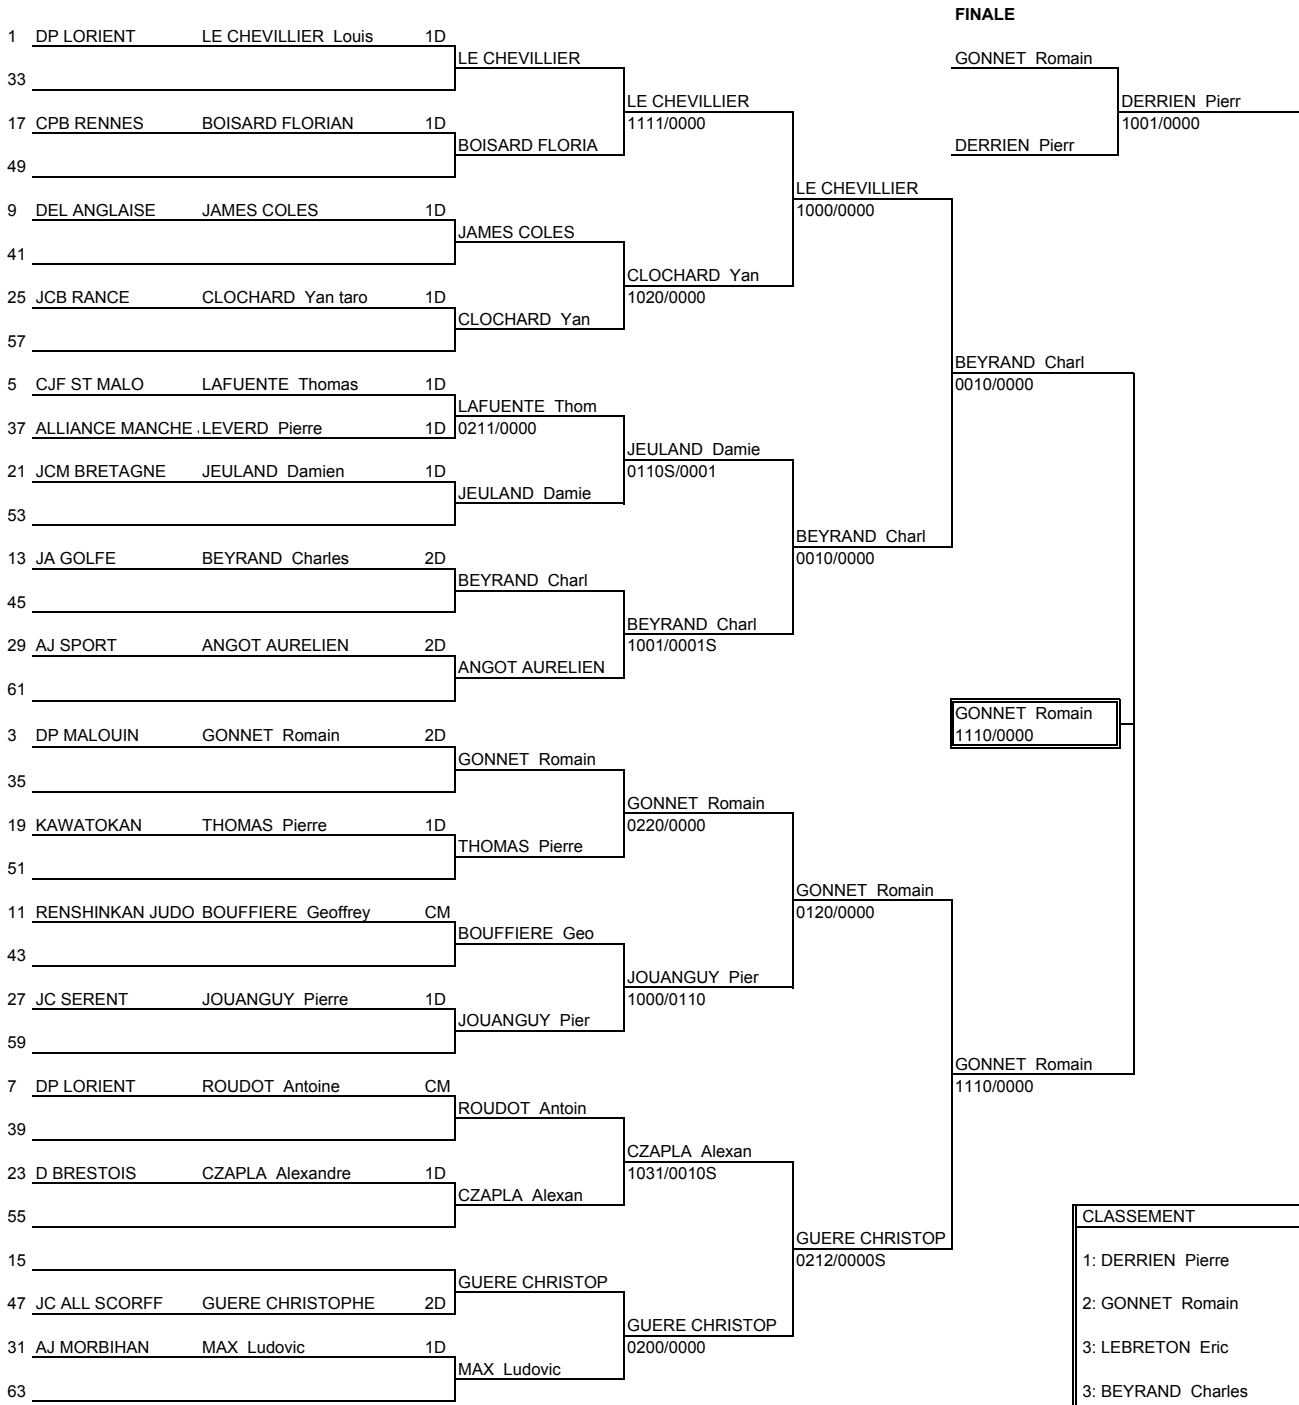 FINALE
1 DP LORIENT LE CHEVILLIER Louis 1D
LE CHEVILLIER
GONNET Romain
33
LE CHEVILLIER
DERRIEN Pierr
17 CPB RENNES BOISARD FLORIAN 1D
1111/0000
1001/0000
BOISARD FLORIA
DERRIEN Pierr
49
LE CHEVILLIER
9 DEL ANGLAISE JAMES COLES 1D
1000/0000
JAMES COLES
41
CLOCHARD Yan
25 JCB RANCE CLOCHARD Yan taro 1D
1020/0000
CLOCHARD Yan
57
BEYRAND Charl
5 CJF ST MALO LAFUENTE Thomas 1D
0010/0000
LAFUENTE Thom
37 ALLIANCE MANCHE . LEVERD Pierre 1D
0211/0000
JEULAND Damie
21 JCM BRETAGNE JEULAND Damien 1D
0110S/0001
JEULAND Damie
53
BEYRAND Charl
13 JA GOLFE BEYRAND Charles 2D
0010/0000
BEYRAND Charl
45
BEYRAND Charl
29 AJ SPORT ANGOT AURELIEN 2D
1001/0001S
ANGOT AURELIEN
61
GONNET Romain
3 DP MALOUIN GONNET Romain 2D
1110/0000
GONNET Romain
35
GONNET Romain
19 KAWATOKAN THOMAS Pierre 1D
0220/0000
THOMAS Pierre
51
GONNET Romain
11 RENSHINKAN JUDO BOUFFIERE Geoffrey CM
0120/0000
BOUFFIERE Geo
43
JOUANGUY Pier
27 JC SERENT JOUANGUY Pierre 1D
1000/0110
JOUANGUY Pier
59
GONNET Romain
7 DP LORIENT ROUDOT Antoine CM
1110/0000
ROUDOT Antoin
39
CZAPLA Alexan
23 D BRESTOIS CZAPLA Alexandre 1D
1031/0010S
CZAPLA Alexan
55
CLASSEMENT
GUERE CHRISTOP
15
0212/0000S
1: DERRIEN Pierre
GUERE CHRISTOP
47 JC ALL SCORFF GUERE CHRISTOPHE 2D
2: GONNET Romain
GUERE CHRISTOP
31 AJ MORBIHAN MAX Ludovic 1D
0200/0000
3: LEBRETON Eric
MAX Ludovic
63
3: BEYRAND Charles